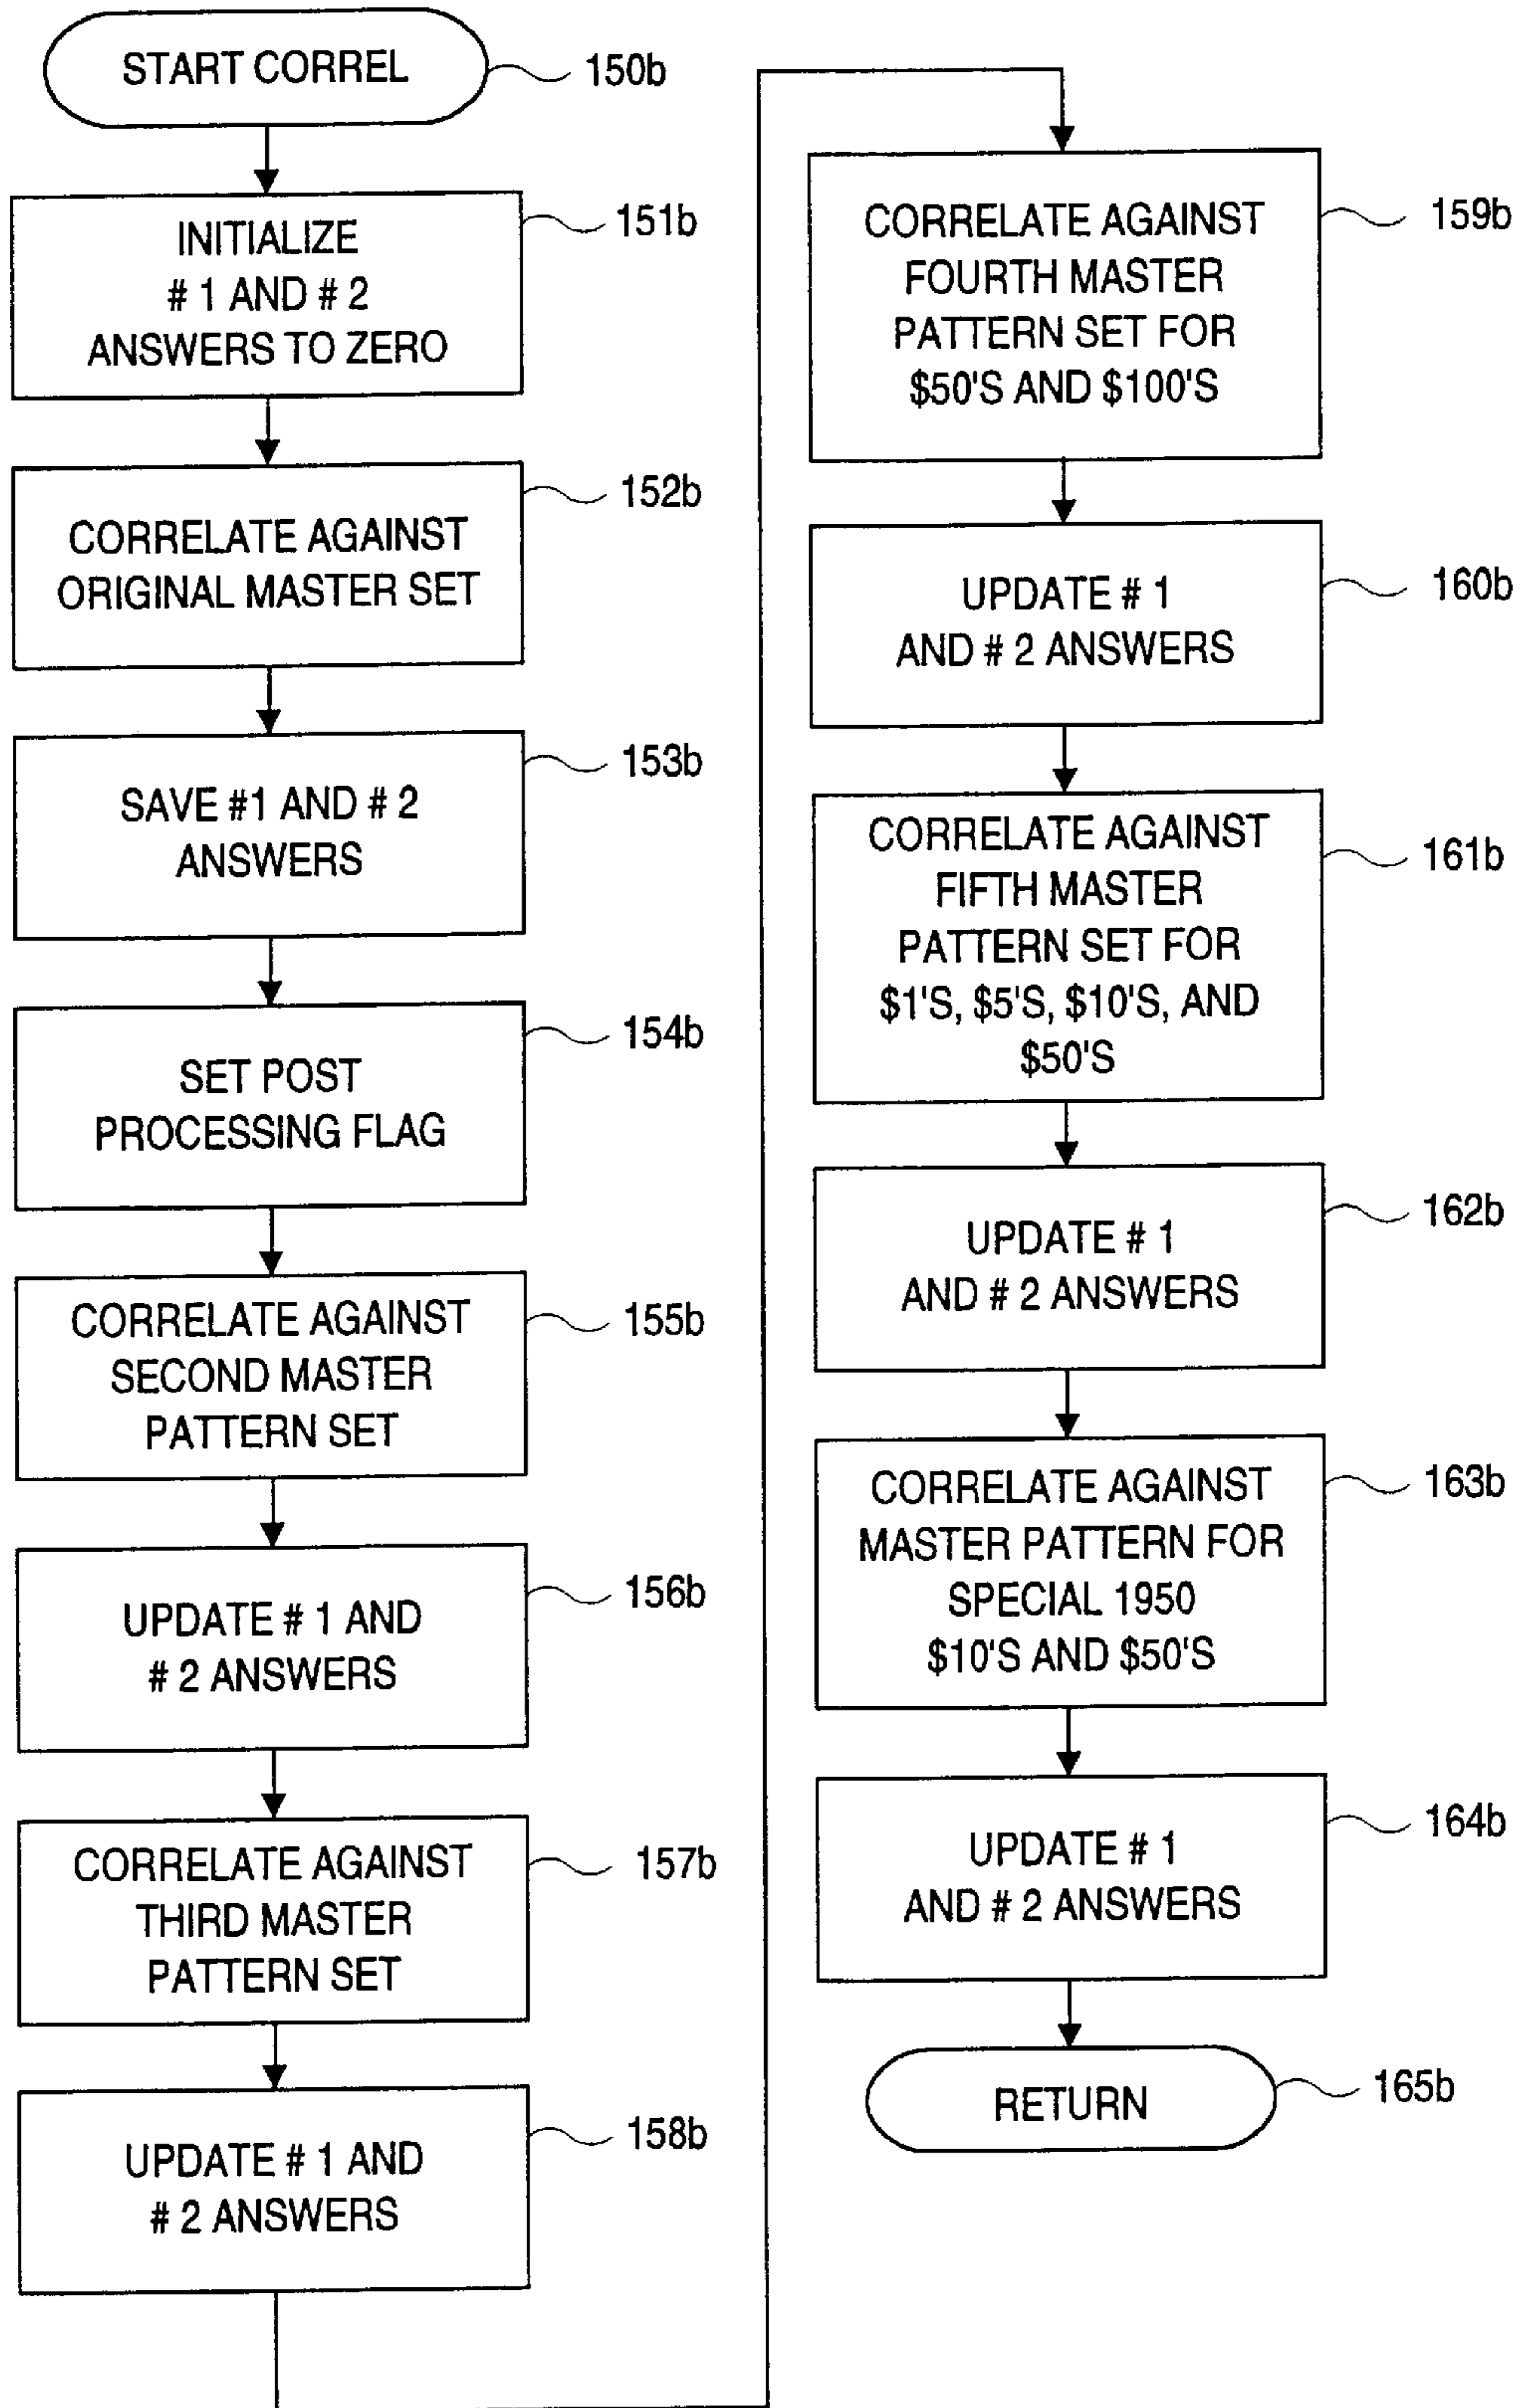 START CORREL
150b
INITIALIZE
# 1 AND # 2
ANSWERS TO ZERO
151b
CORRELATE AGAINST
ORIGINAL MASTER SET
152b
SAVE #1 AND # 2
ANSWERS
153b
SET POST
PROCESSING FLAG
154b
CORRELATE AGAINST
SECOND MASTER
PATTERN SET
155b
UPDATE # 1 AND
# 2 ANSWERS
156b
CORRELATE AGAINST
THIRD MASTER
PATTERN SET
157b
UPDATE # 1 AND
# 2 ANSWERS
158b
CORRELATE AGAINST
FOURTH MASTER
PATTERN SET FOR
$50'S AND $100'S
159b
UPDATE # 1
AND # 2 ANSWERS
160b
CORRELATE AGAINST
FIFTH MASTER
PATTERN SET FOR
$1'S, $5'S, $10'S, AND
$50'S
161b
UPDATE # 1
AND # 2 ANSWERS
162b
CORRELATE AGAINST
MASTER PATTERN FOR
SPECIAL 1950
$10'S AND $50'S
163b
UPDATE # 1
AND # 2 ANSWERS
164b
RETURN
165b